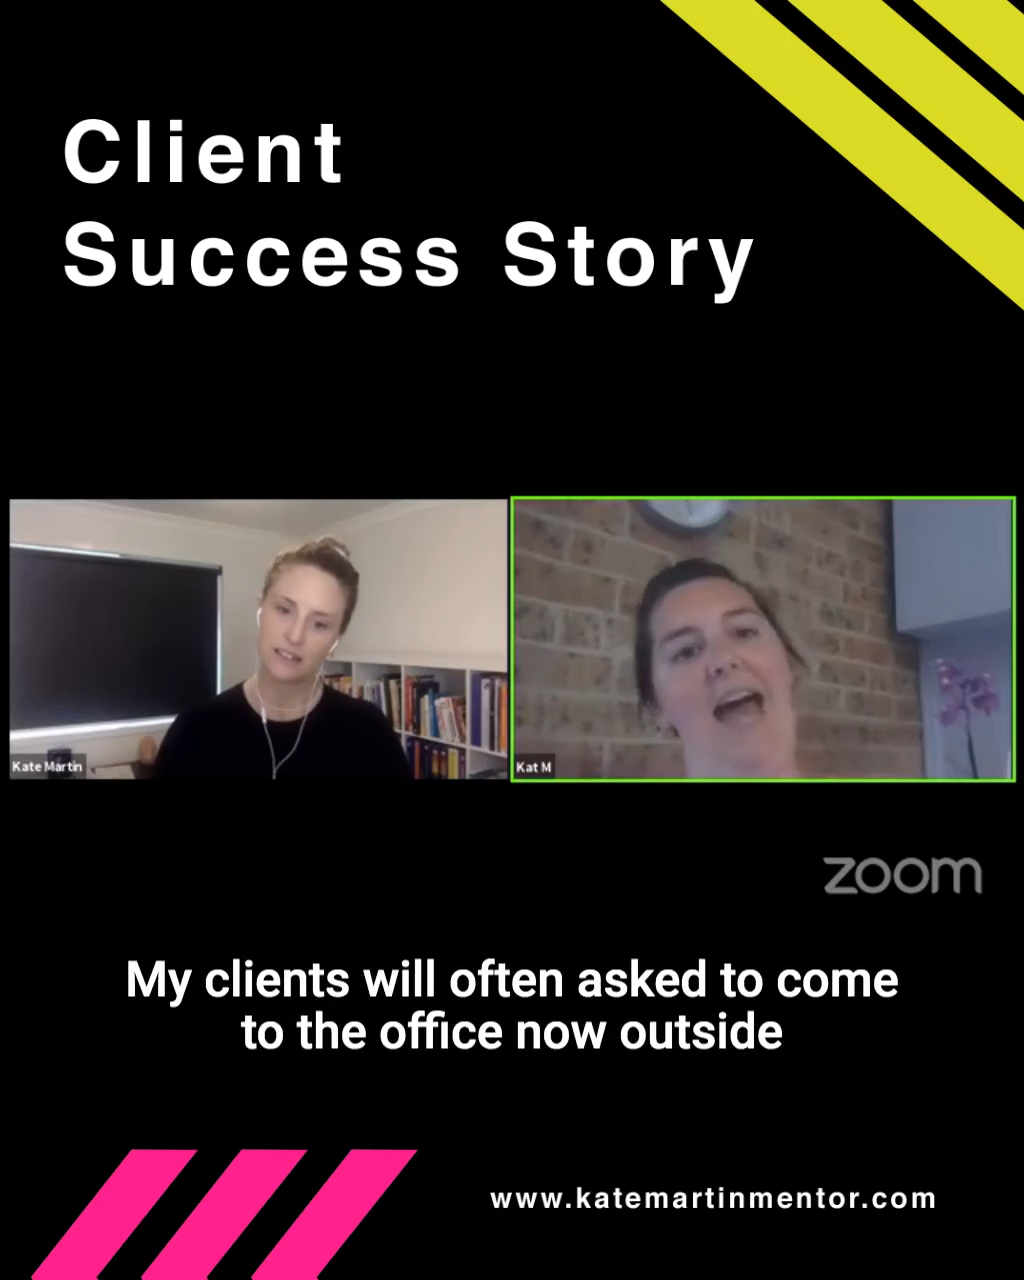 Client
Success Story
Kate Martin
Kat M
zoom
My clients will often asked to come
to the office now outside
www.katemartinmentor.com